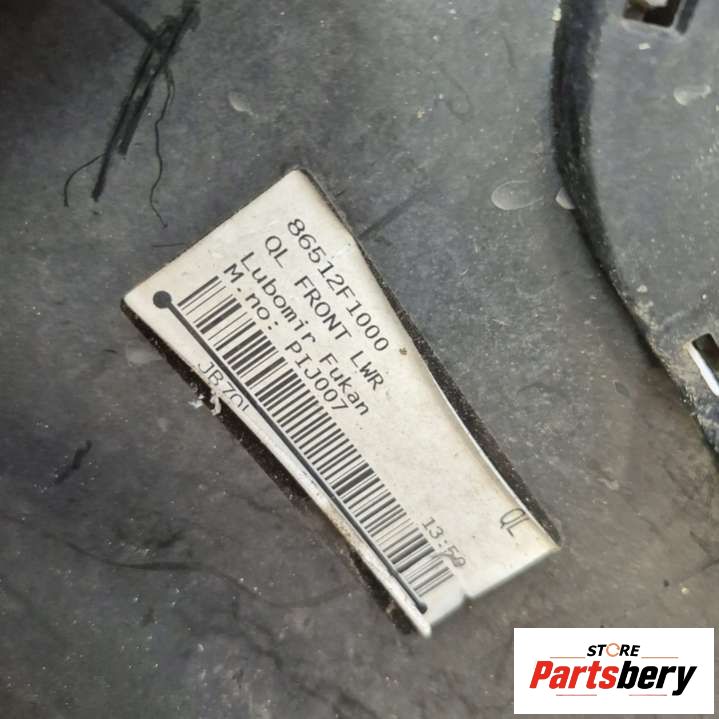 86512F1000
QL FRONT LWR
Lubomir Fukan
M.no: PIJ007
13:50
QL
STORE
Partsbery